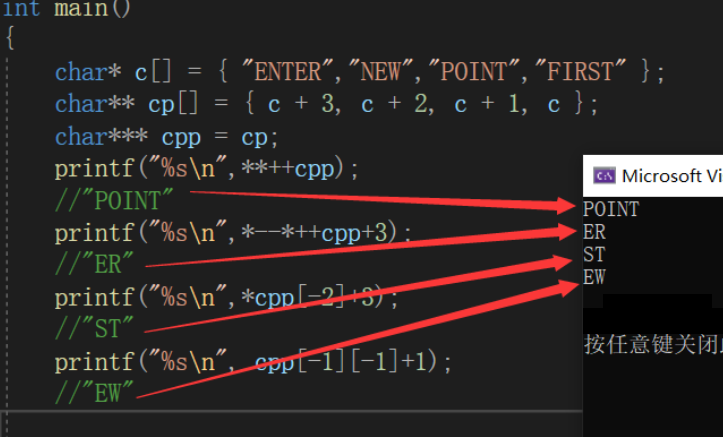 int main()
{
char* c[] = { "ENTER","NEW","POINT","FIRST" };
char** cp[] = { c + 3, c + 2, c + 1, c };
char*** cpp = cp;
printf("%s\n",**++cpp);
//"POINT"
printf("%s\n",*--*++cpp+3);
//"ER"
printf("%s\n",*cpp[-2]+3);
//"ST"
printf("%s\n", cpp[-1][-1]+1);
//"EW"
Microsoft Vi
POINT
ER
ST
EW
按任意键关闭